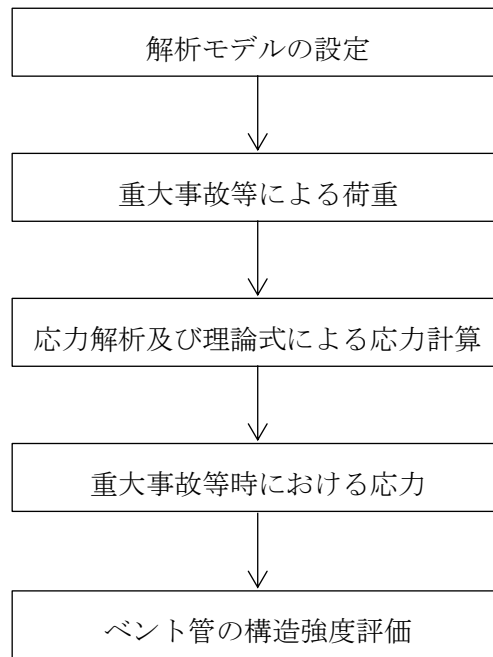 解析モデルの設定
重大事故等による荷重
応力解析及び理論式による応力計算
重大事故等時における応力
ベント管の構造強度評価